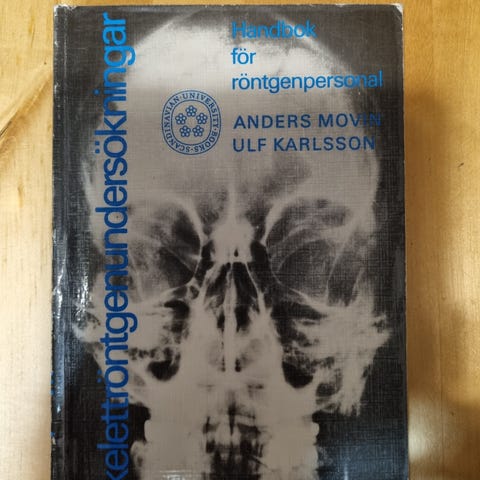 Handbok
för
röntgenpersonal
ANDERS MOVIN
ULF KARLSSON
SCANDINAVIAN · UNIVERSITY · BOOKS ·
kelettröntgenundersökningar